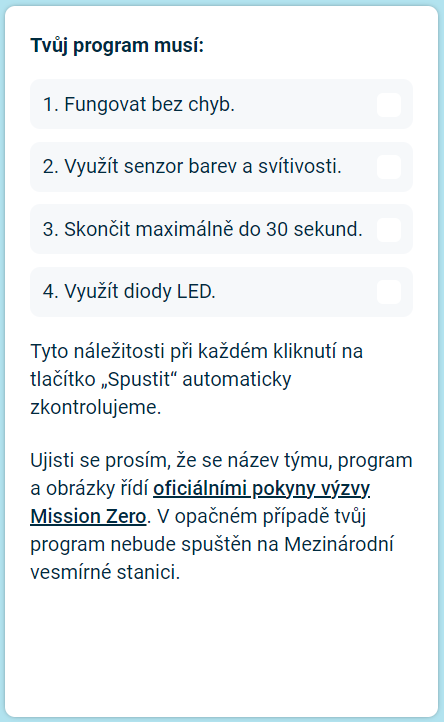 Tvůj program musí:
1. Fungovat bez chyb.
2. Využít senzor barev a svítivosti.
3. Skončit maximálně do 30 sekund.
4. Využít diody LED.
Tyto náležitosti při každém kliknutí na
tlačítko „Spustit“ automaticky
zkontrolujeme.
Ujisti se prosím, že se název týmu, program
a obrázky řídí oficiálními pokyny výzvy
Mission Zero. V opačném případě tvůj
program nebude spuštěn na Mezinárodní
vesmírné stanici.